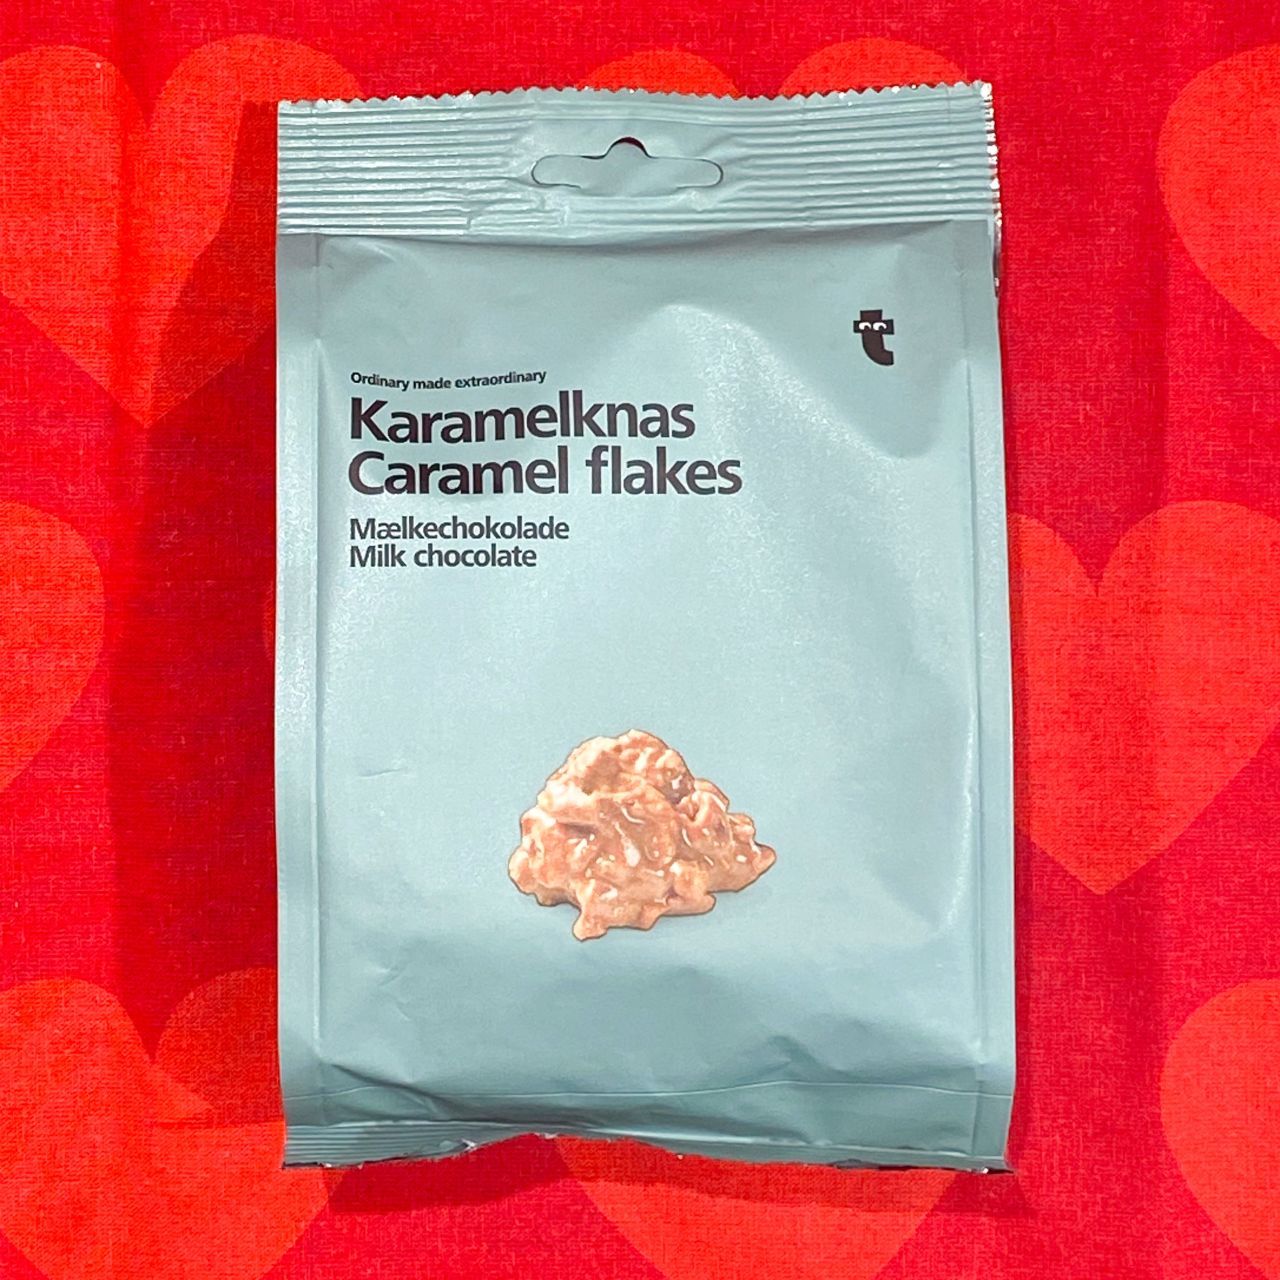 t
Ordinary made extraordinary
Karamelknas
Caramel flakes
Mælkechokolade
Milk chocolate